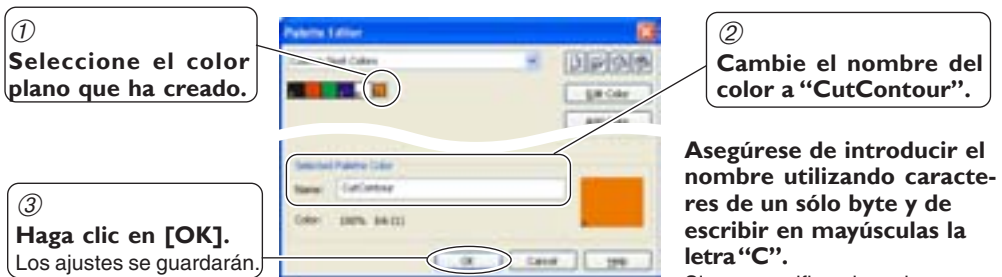 ①
Seleccione el color
plano que ha creado.
Palette Editor
Edit Color
Selected Palette Color
Name: CutContour
Color: 100%
OK
Cancel
Help
②
Cambie el nombre del
color a “CutContour”.
Asegúrese de introducir el
nombre utilizando caracte-
res de un sólo byte y de
escribir en mayúsculas la
letra“C”.
③
Haga clic en [OK].
Los ajustes se guardarán.